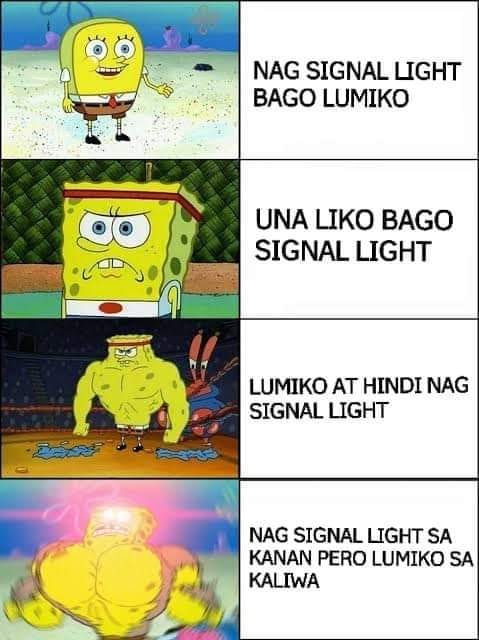 NAG SIGNAL LIGHT
BAGO LUMIKO
UNA LIKO BAGO
SIGNAL LIGHT
LUMIKO AT HINDI NAG
SIGNAL LIGHT
NAG SIGNAL LIGHT SA
KANAN PERO LUMIKO SA
KALIWA